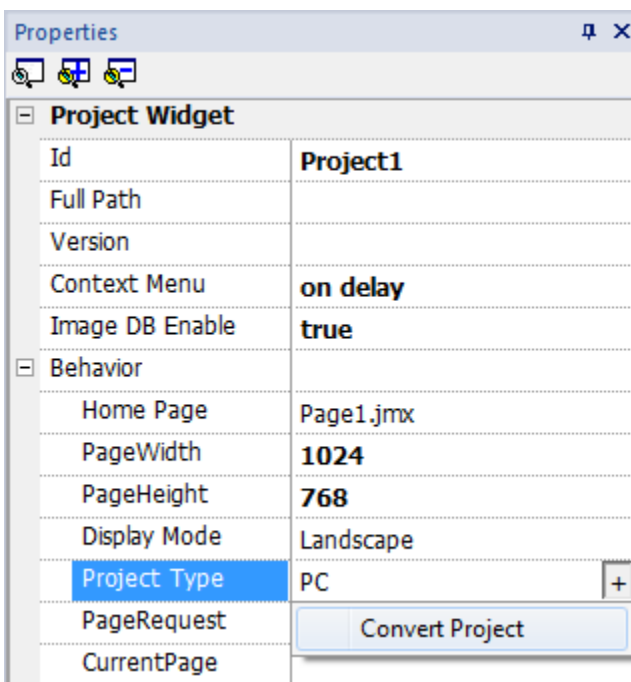 Properties
Project Widget
Id Project1
Full Path
Version
Context Menu on delay
Image DB Enable true
Behavior
Home Page Page1.jmx
PageWidth 1024
PageHeight 768
Display Mode Landscape
Project Type PC +
PageRequest Convert Project
CurrentPage